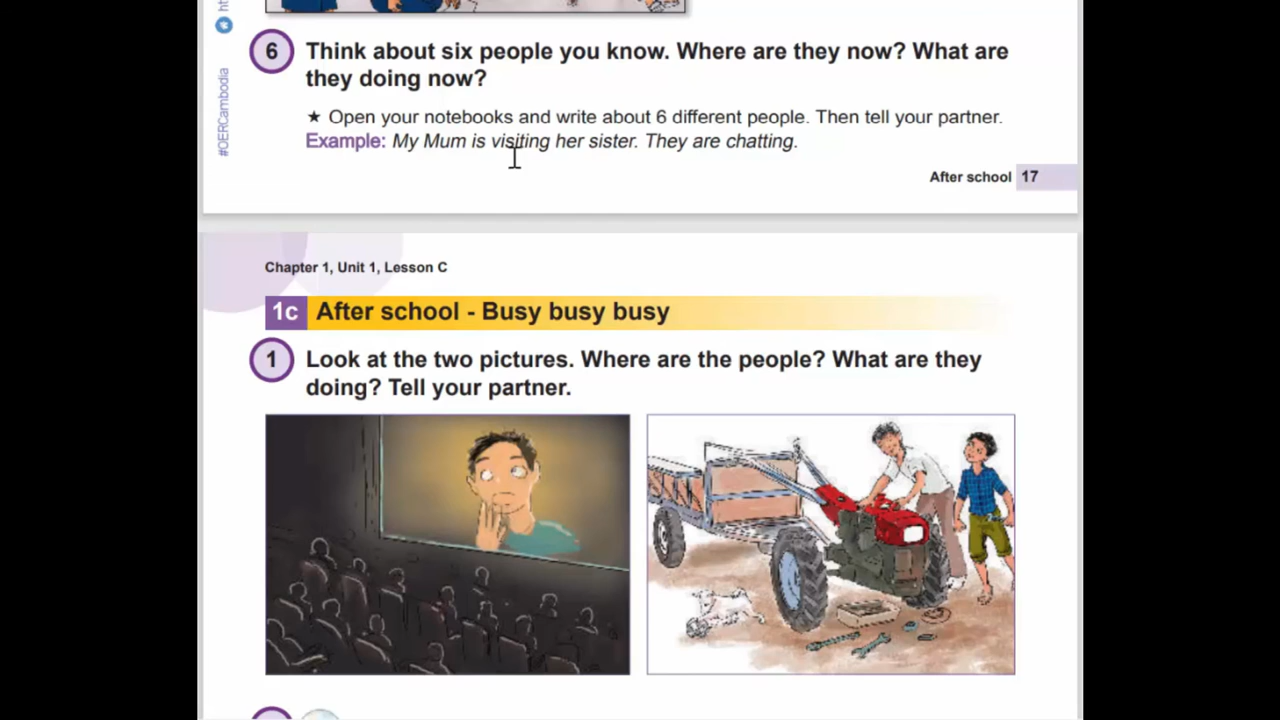 #OERCambodia
6 Think about six people you know. Where are they now? What are
they doing now?
★ Open your notebooks and write about 6 different people. Then tell your partner.
Example: My Mum is visiting her sister. They are chatting.
After school 17
Chapter 1, Unit 1, Lesson C
1c After school - Busy busy busy
1 Look at the two pictures. Where are the people? What are they
doing? Tell your partner.